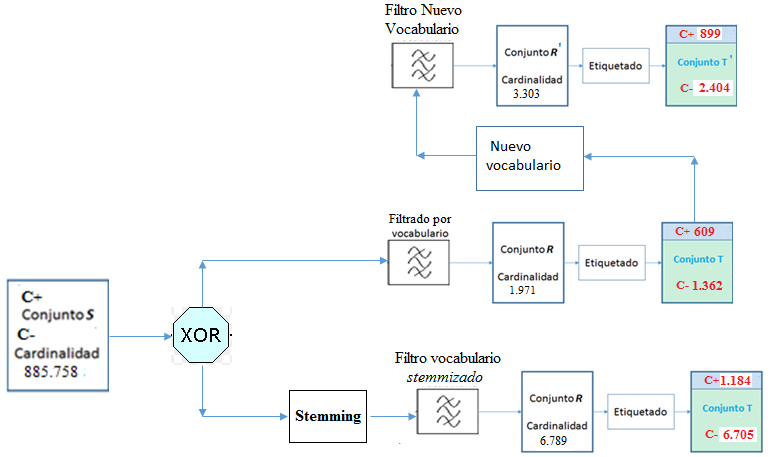 Filtro Nuevo
Vocabulario
Conjunto R'
Cardinalidad
3.303
Etiquetado
C+ 899
Conjunto T'
C- 2.404
Nuevo
vocabulario
Filtrado por
vocabulario
Conjunto R
Cardinalidad
1.971
Etiquetado
C+ 609
Conjunto T
C- 1.362
C+
Conjunto S
C-
Cardinalidad
885.758
XOR
Filtro vocabulario
stemmizado
Stemming
Conjunto R
Cardinalidad
6.789
Etiquetado
C+1.184
Conjunto T
C- 6.705